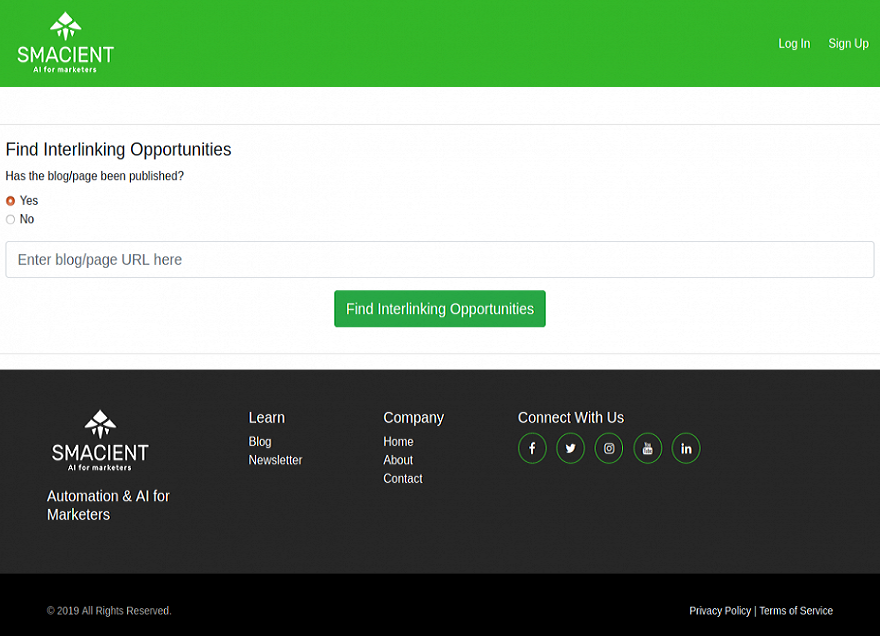 SMACIENT
AI for marketers
Log In
Sign Up
Find Interlinking Opportunities
Has the blog/page been published?
Yes
No
Enter blog/page URL here
Find Interlinking Opportunities
SMACIENT
AI for marketers
Automation & AI for
Marketers
Learn
Blog
Newsletter
Company
Home
About
Contact
Connect With Us
© 2019 All Rights Reserved.
Privacy Policy | Terms of Service